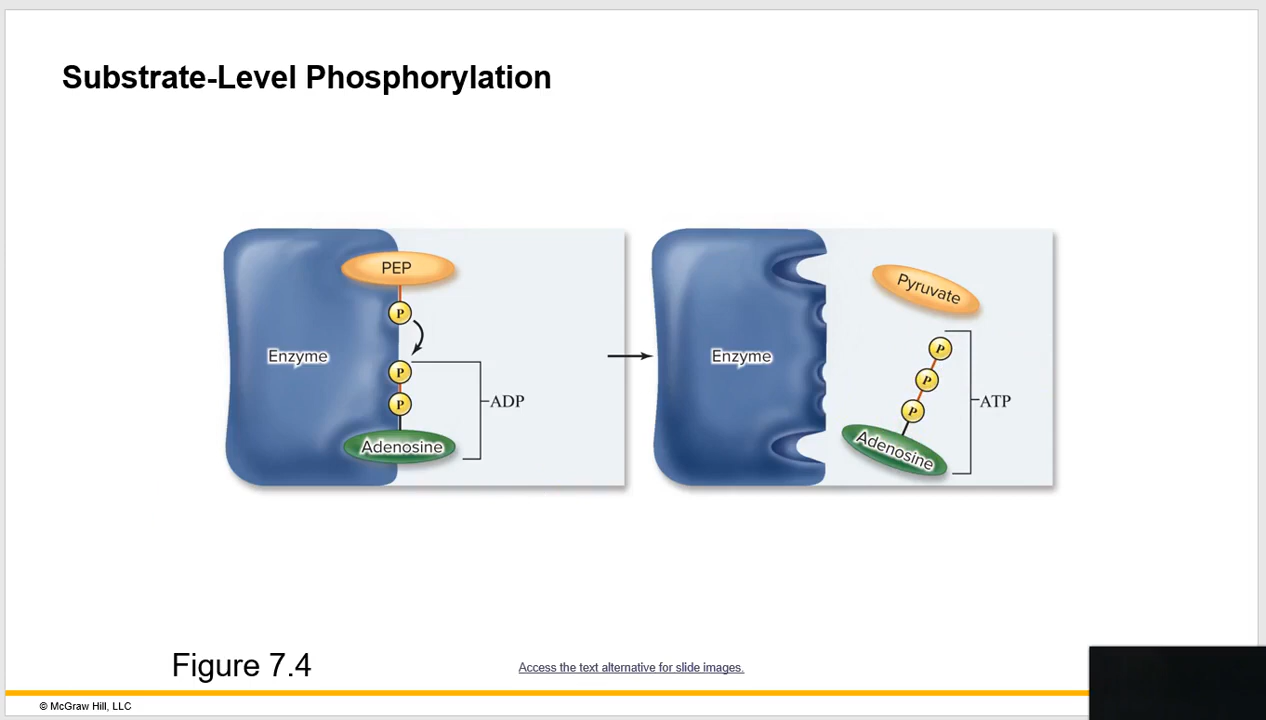 Substrate-Level Phosphorylation
PEP
P
Enzyme
P
P
ADP
Adenosine
Enzyme
Pyruvate
P
P
P
ATP
Adenosine
Figure 7.4
Access the text alternative for slide images.
© McGraw Hill, LLC